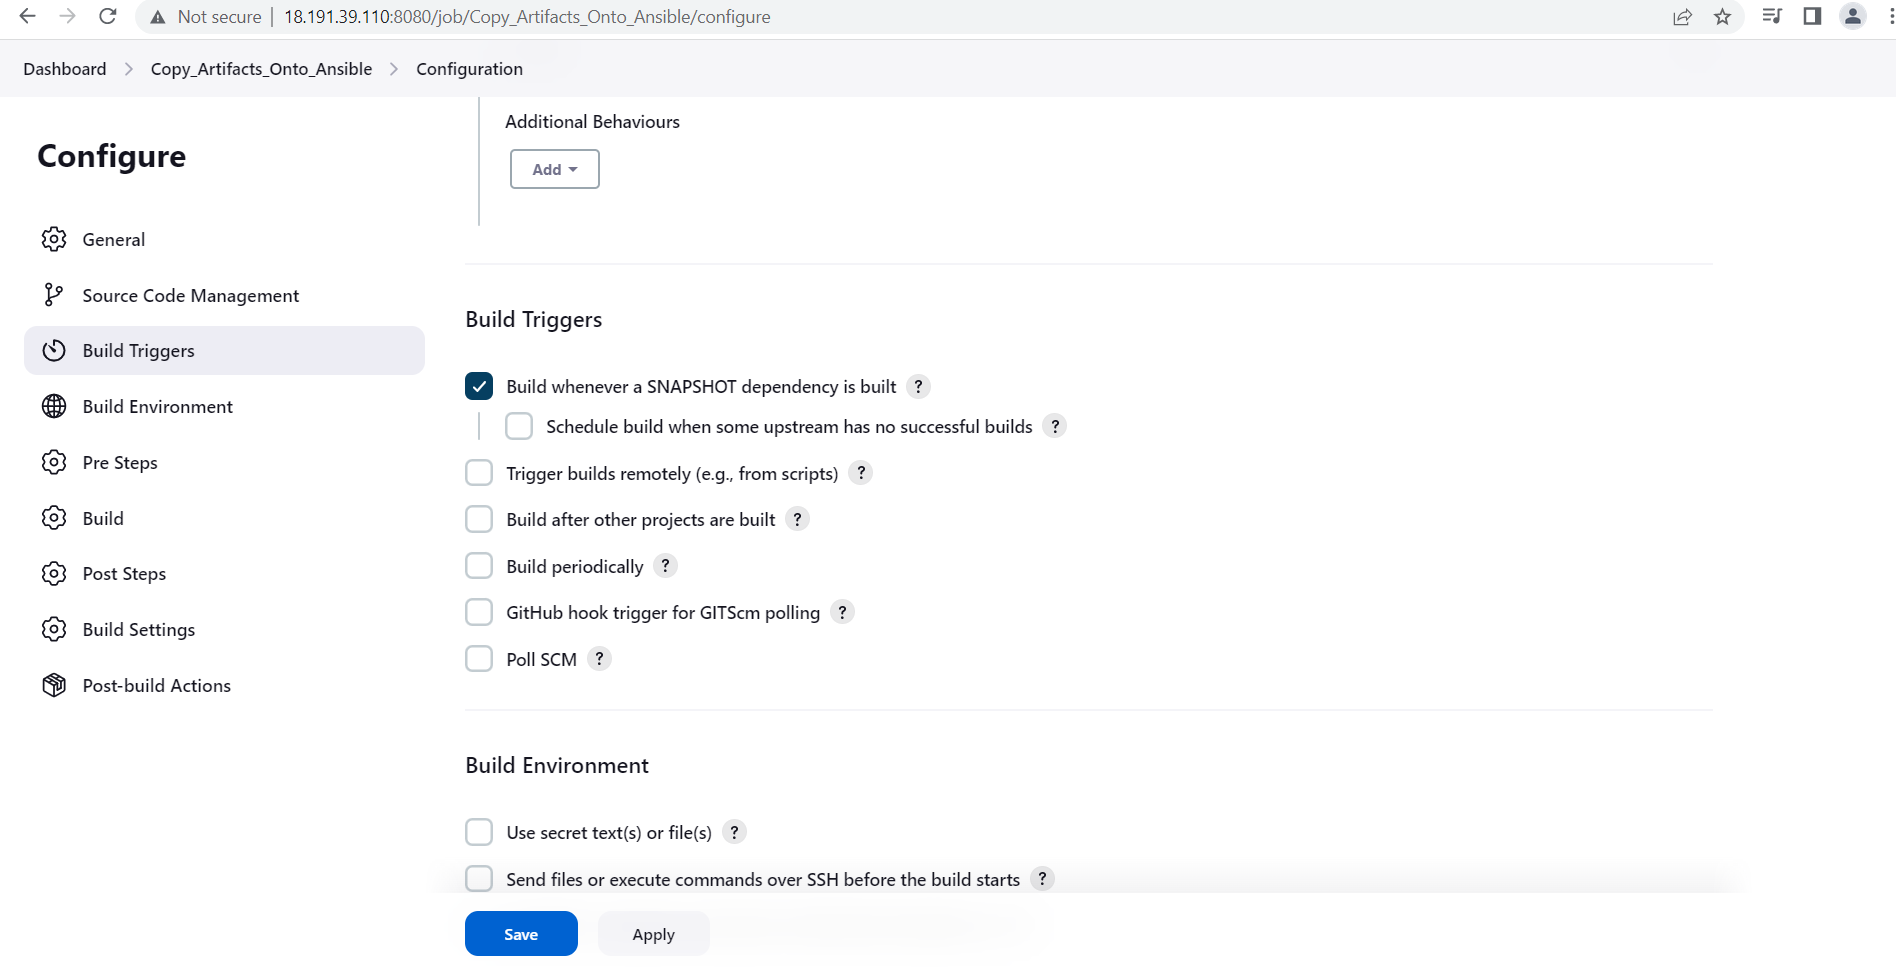 Not secure | 18.191.39.110:8080/job/Copy_Artifacts_Onto_Ansible/configure
Dashboard > Copy_Artifacts_Onto_Ansible > Configuration
Configure
General
Source Code Management
Build Triggers
Build Environment
Pre Steps
Build
Post Steps
Build Settings
Post-build Actions
Additional Behaviours
Add
Build Triggers
Build whenever a SNAPSHOT dependency is built ?
Schedule build when some upstream has no successful builds ?
Trigger builds remotely (e.g., from scripts) ?
Build after other projects are built ?
Build periodically ?
GitHub hook trigger for GITScm polling ?
Poll SCM ?
Build Environment
Use secret text(s) or file(s) ?
Send files or execute commands over SSH before the build starts ?
Save Apply